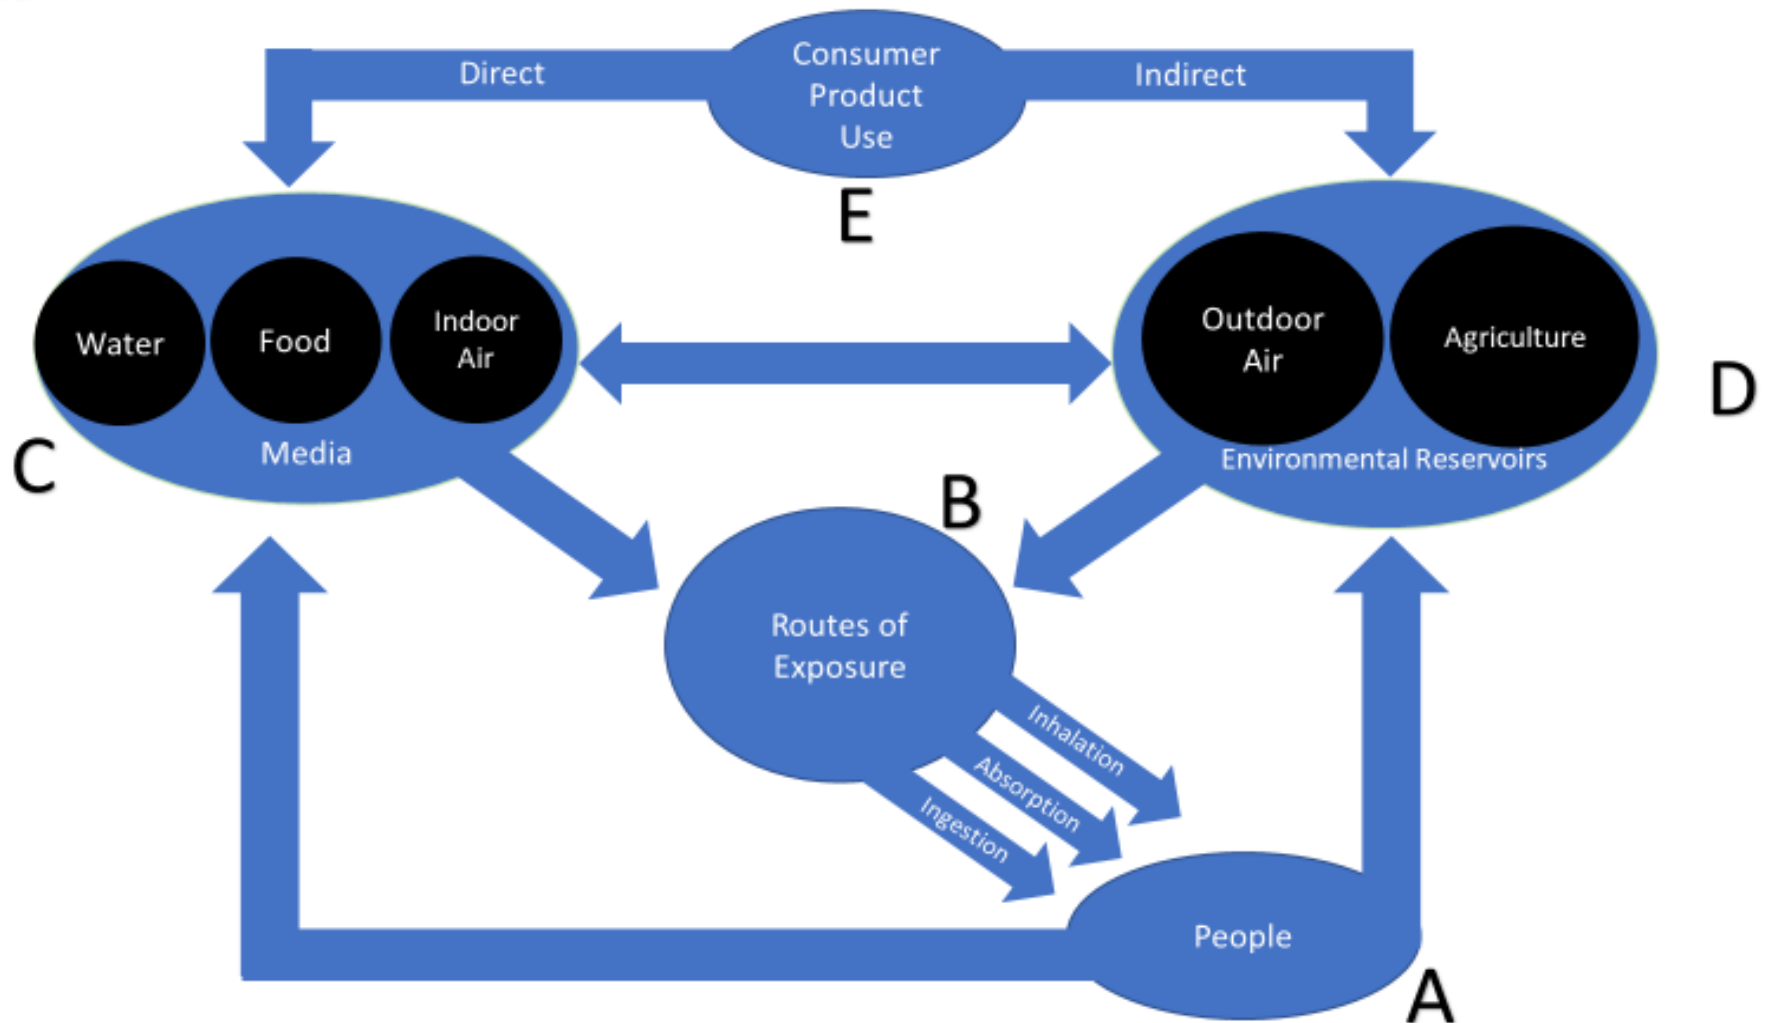 Consumer
Product
Use
Direct
Indirect
E
Water
Food
Indoor
Air
Media
C
Outdoor
Air
Agriculture
Environmental Reservoirs
D
B
Routes of
Exposure
Inhalation
Absorption
Ingestion
People
A